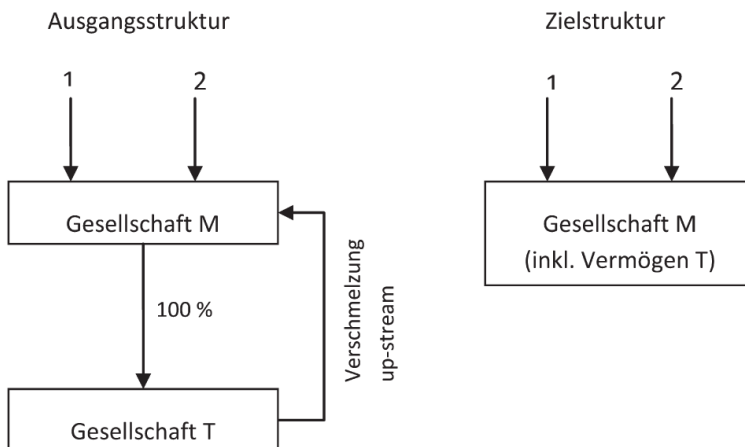 Ausgangsstruktur
1
2
Gesellschaft M
100 %
Gesellschaft T
Verschmelzung
up-stream
Zielstruktur
1
2
Gesellschaft M
(inkl. Vermögen T)